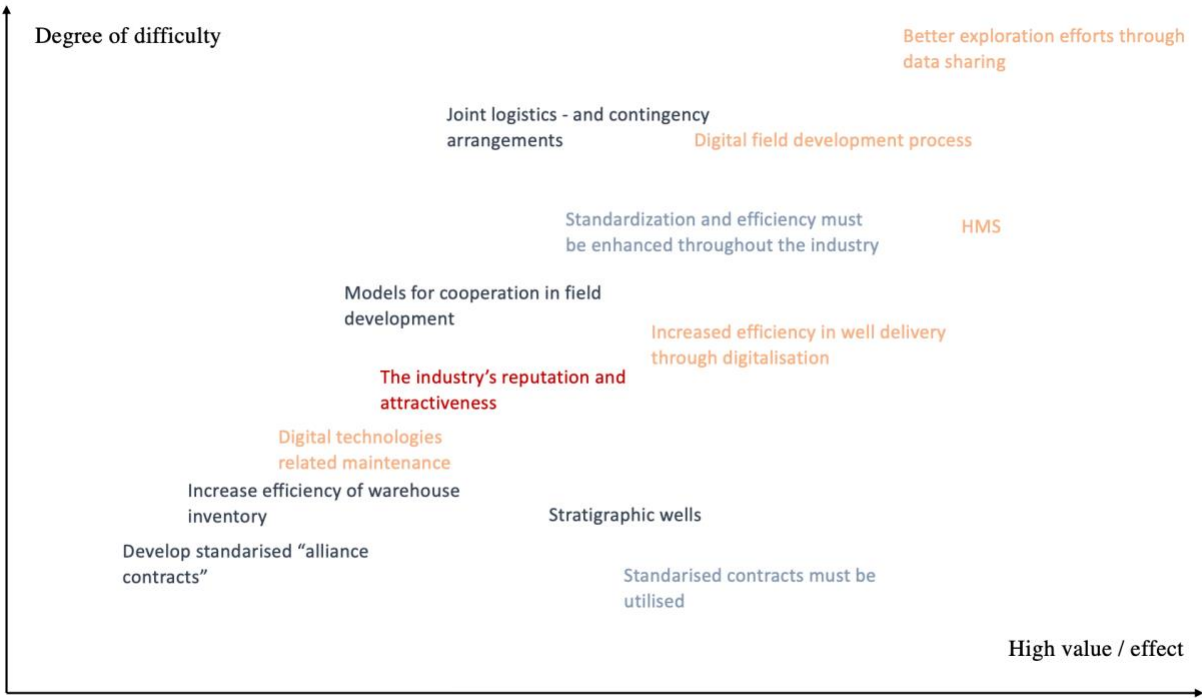 Degree of difficulty
Better exploration efforts through
data sharing
Joint logistics - and contingency
arrangements
Digital field development process
Standardization and efficiency must
be enhanced throughout the industry
HMS
Models for cooperation in field
development
Increased efficiency in well delivery
through digitalisation
The industry’s reputation and
attractiveness
Digital technologies
related maintenance
Increase efficiency of warehouse
inventory
Stratigraphic wells
Develop standarised “alliance
contracts”
Standarised contracts must be
utilised
High value / effect